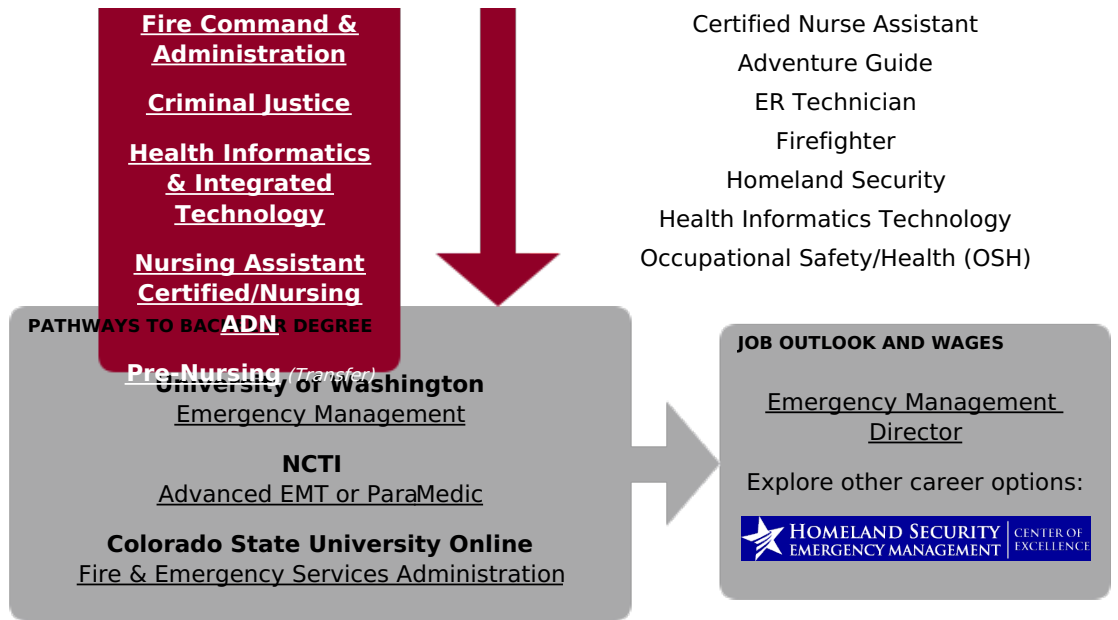 Fire Command &
Administration
Criminal Justice
Health Informatics
& Integrated
Technology
Nursing Assistant
Certified/Nursing
ADN
Pre-Nursing (Transfer)
Certified Nurse Assistant
Adventure Guide
ER Technician
Firefighter
Homeland Security
Health Informatics Technology
Occupational Safety/Health (OSH)
PATHWAYS TO BACHELOR DEGREE
University of Washington
Emergency Management
NCTI
Advanced EMT or ParaMedic
Colorado State University Online
Fire & Emergency Services Administration
JOB OUTLOOK AND WAGES
Emergency Management
Director
Explore other career options:
HOMELAND SECURITY
EMERGENCY MANAGEMENT
CENTER OF
EXCELLENCE